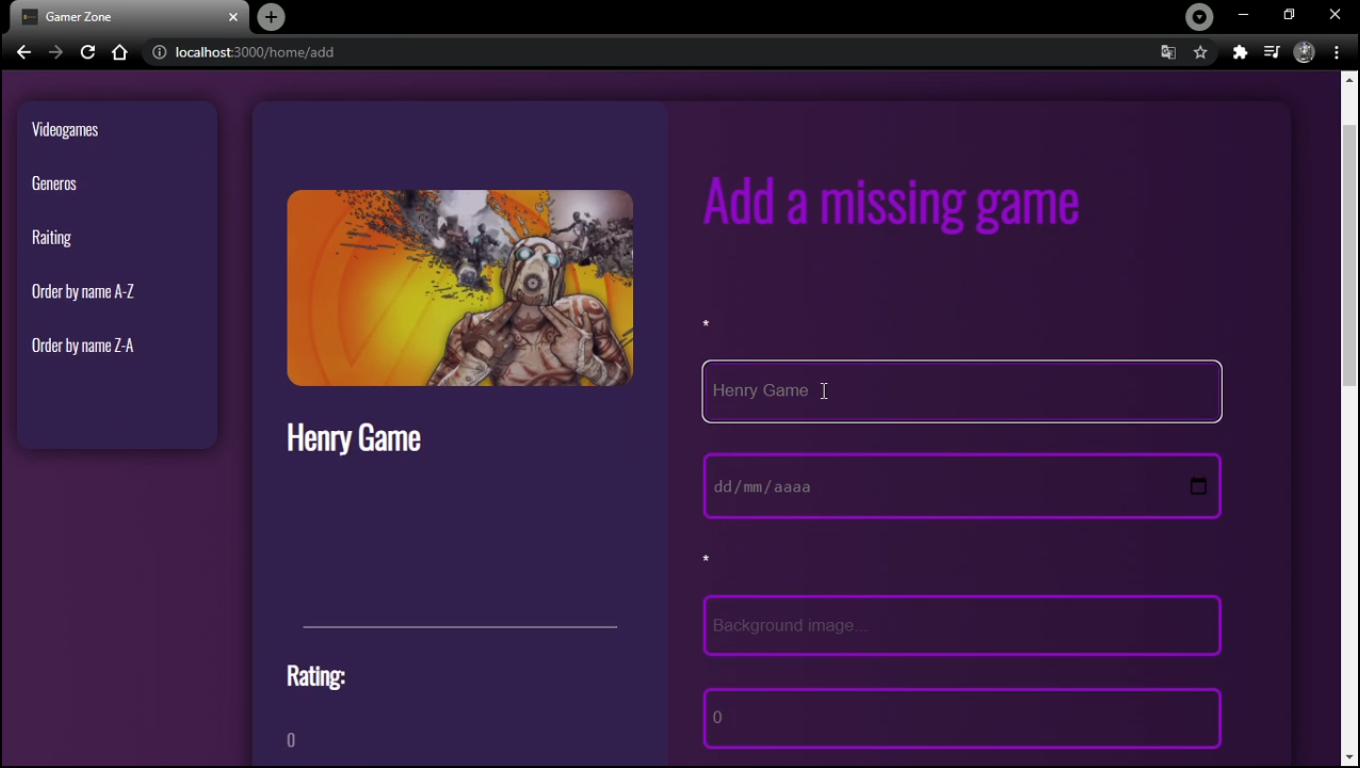 Gamer Zone
localhost:3000/home/add
Videogames
Generos
Raiting
Order by name A-Z
Order by name Z-A
Henry Game
Rating:
0
Add a missing game
*
Henry Game
dd/mm/aaaa
*
Background image...
0